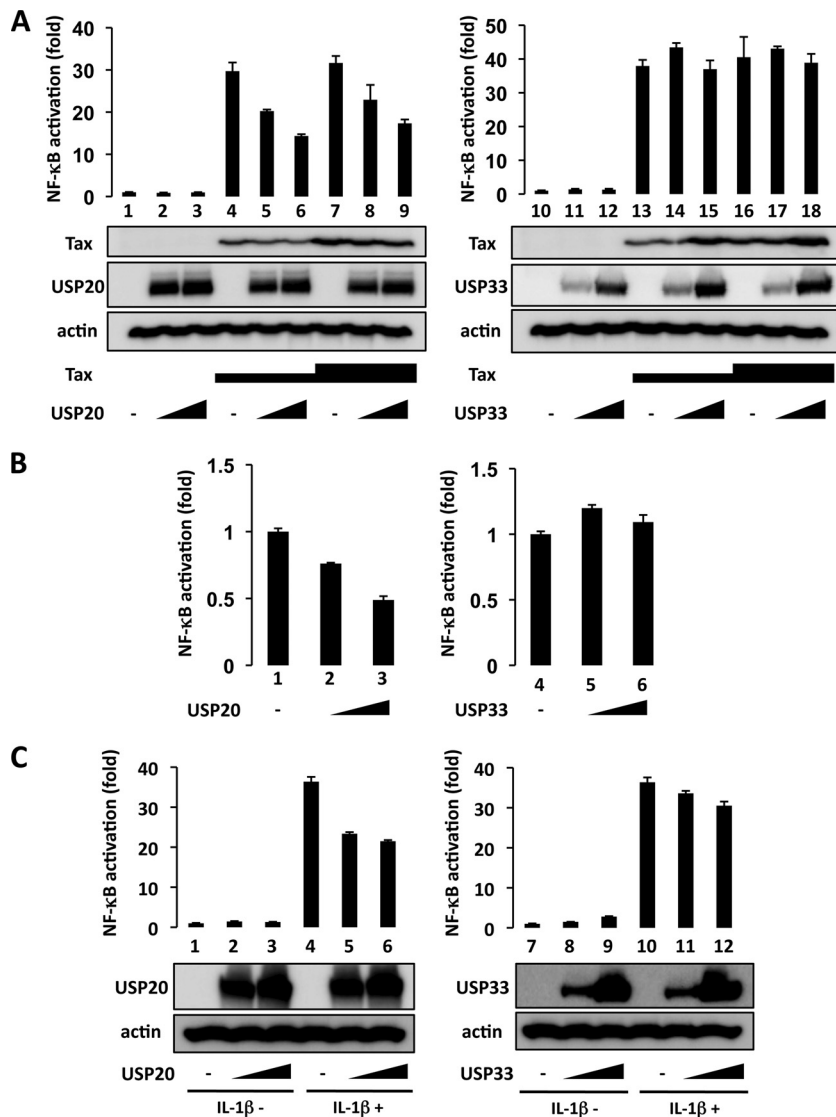 A
NF-κB activation (fold)
40
30
20
10
0
1 2 3 4 5 6 7 8 9
Tax
USP20
actin
Tax
USP20 - -  -
NF-κB activation (fold)
50
40
30
20
10
0
10 11 12 13 14 15 16 17 18
Tax
USP33
actin
Tax
USP33 - - -
B
NF-κB activation (fold)
1.5
1
0.5
0
1 2 3
USP20 -
NF-κB activation (fold)
1.5
1
0.5
0
4 5 6
USP33 -
C
NF-κB activation (fold)
40
30
20
10
0
1 2 3 4 5 6
USP20
actin
USP20 - -
IL-1β - IL-1β +
NF-κB activation (fold)
40
30
20
10
0
7 8 9 10 11 12
USP33
actin
USP33 - -
IL-1β - IL-1β +